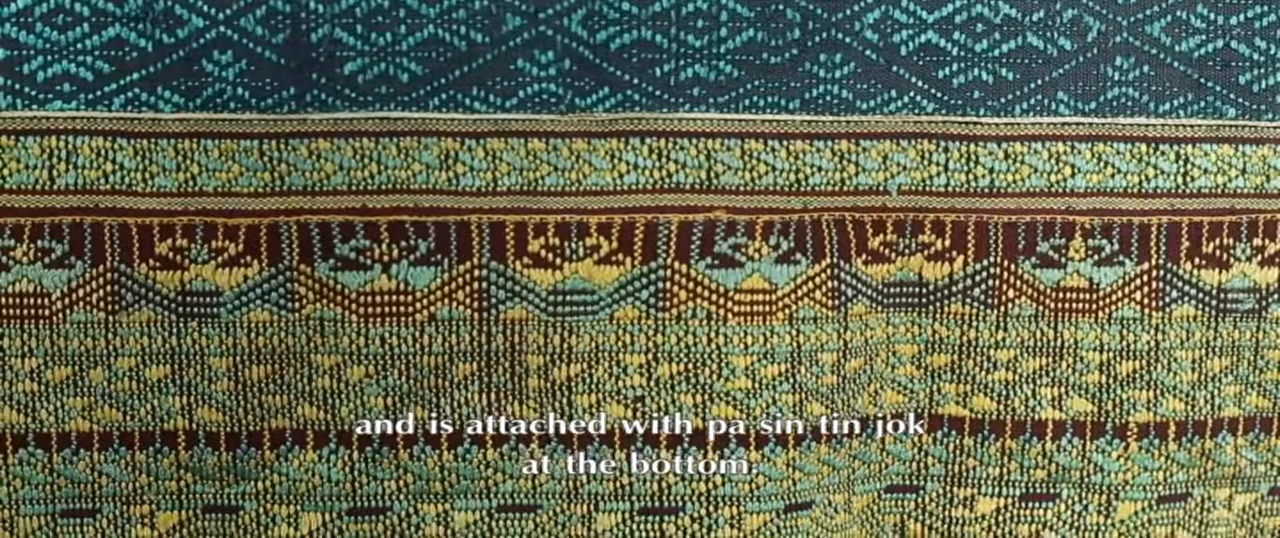 and is attached with pa sin tin jok
at the bottom.